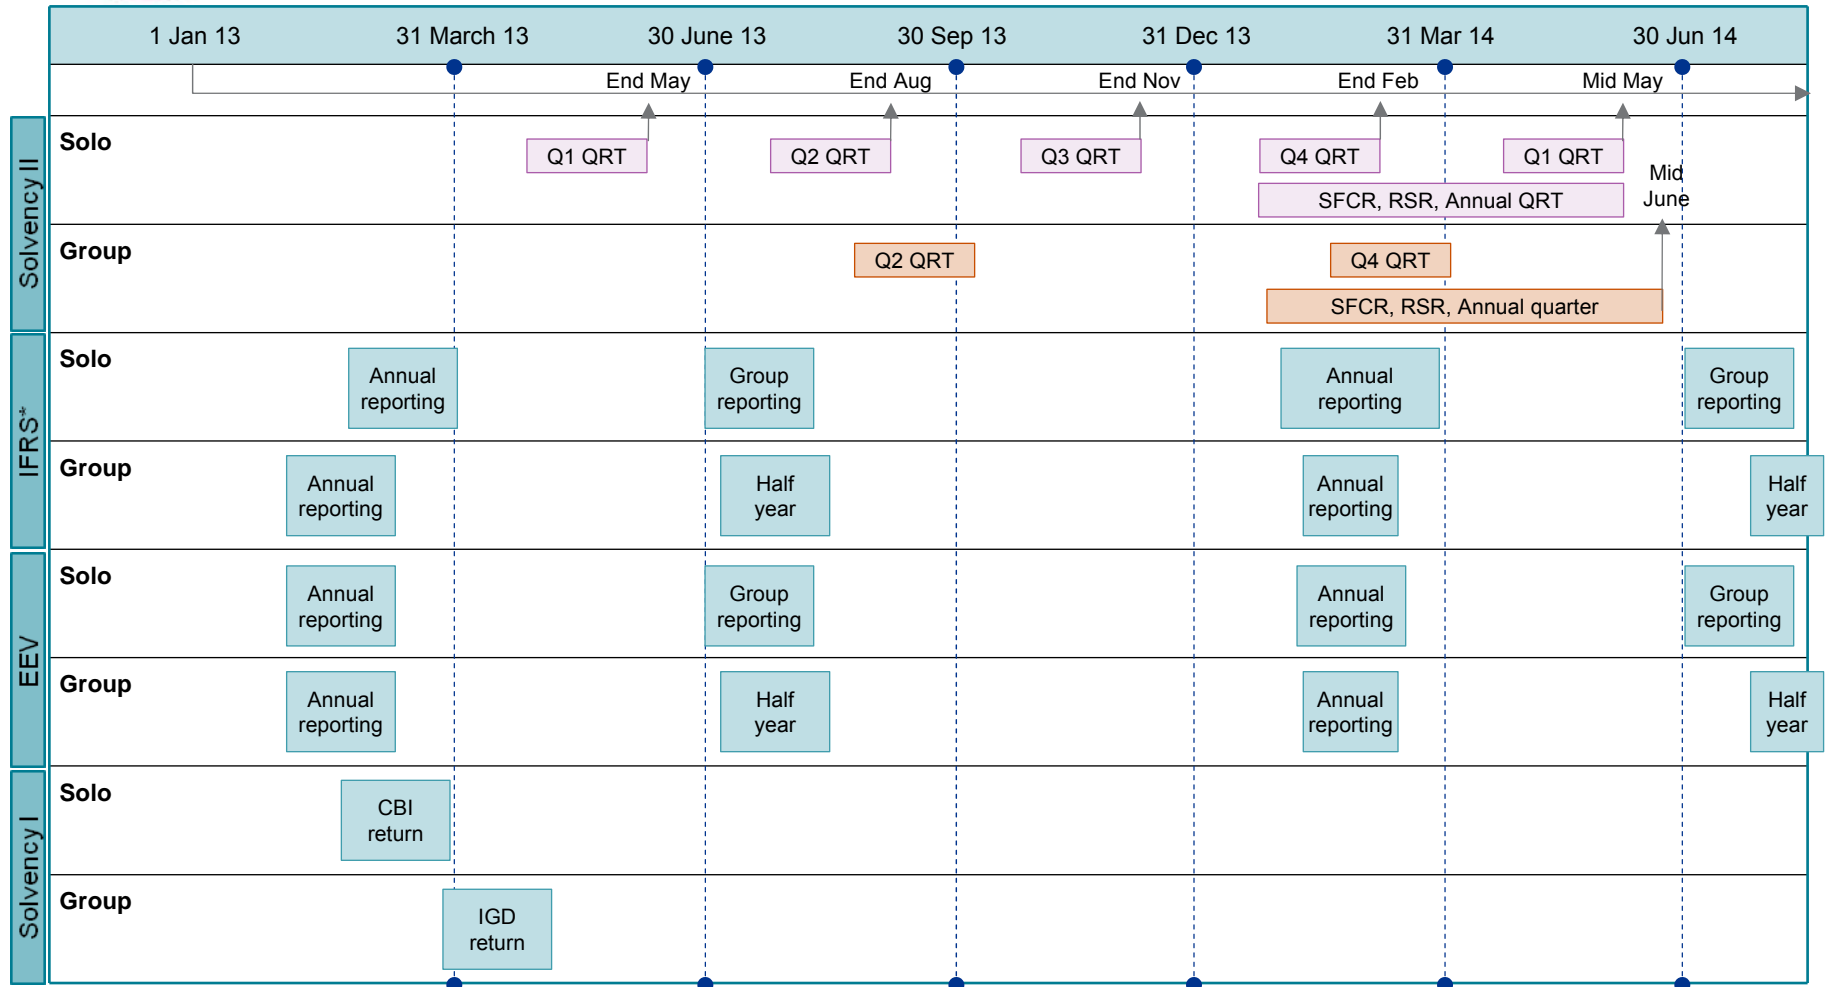 1 Jan 13
31 March 13
30 June 13
30 Sep 13
31 Dec 13
31 Mar 14
30 Jun 14
End May
End Aug
End Nov
End Feb
Mid May
Solvency II
Solo
Q1 QRT
Q2 QRT
Q3 QRT
Q4 QRT
Q1 QRT
SFCR, RSR, Annual QRT
Mid
June
Group
Q2 QRT
Q4 QRT
SFCR, RSR, Annual quarter
IFRS*
Solo
Annual
reporting
Group
reporting
Annual
reporting
Group
reporting
Group
Annual
reporting
Half
year
Annual
reporting
Half
year
EEV
Solo
Annual
reporting
Group
reporting
Annual
reporting
Group
reporting
Group
Annual
reporting
Half
year
Annual
reporting
Half
year
Solvency I
Solo
CBI
return
Group
IGD
return